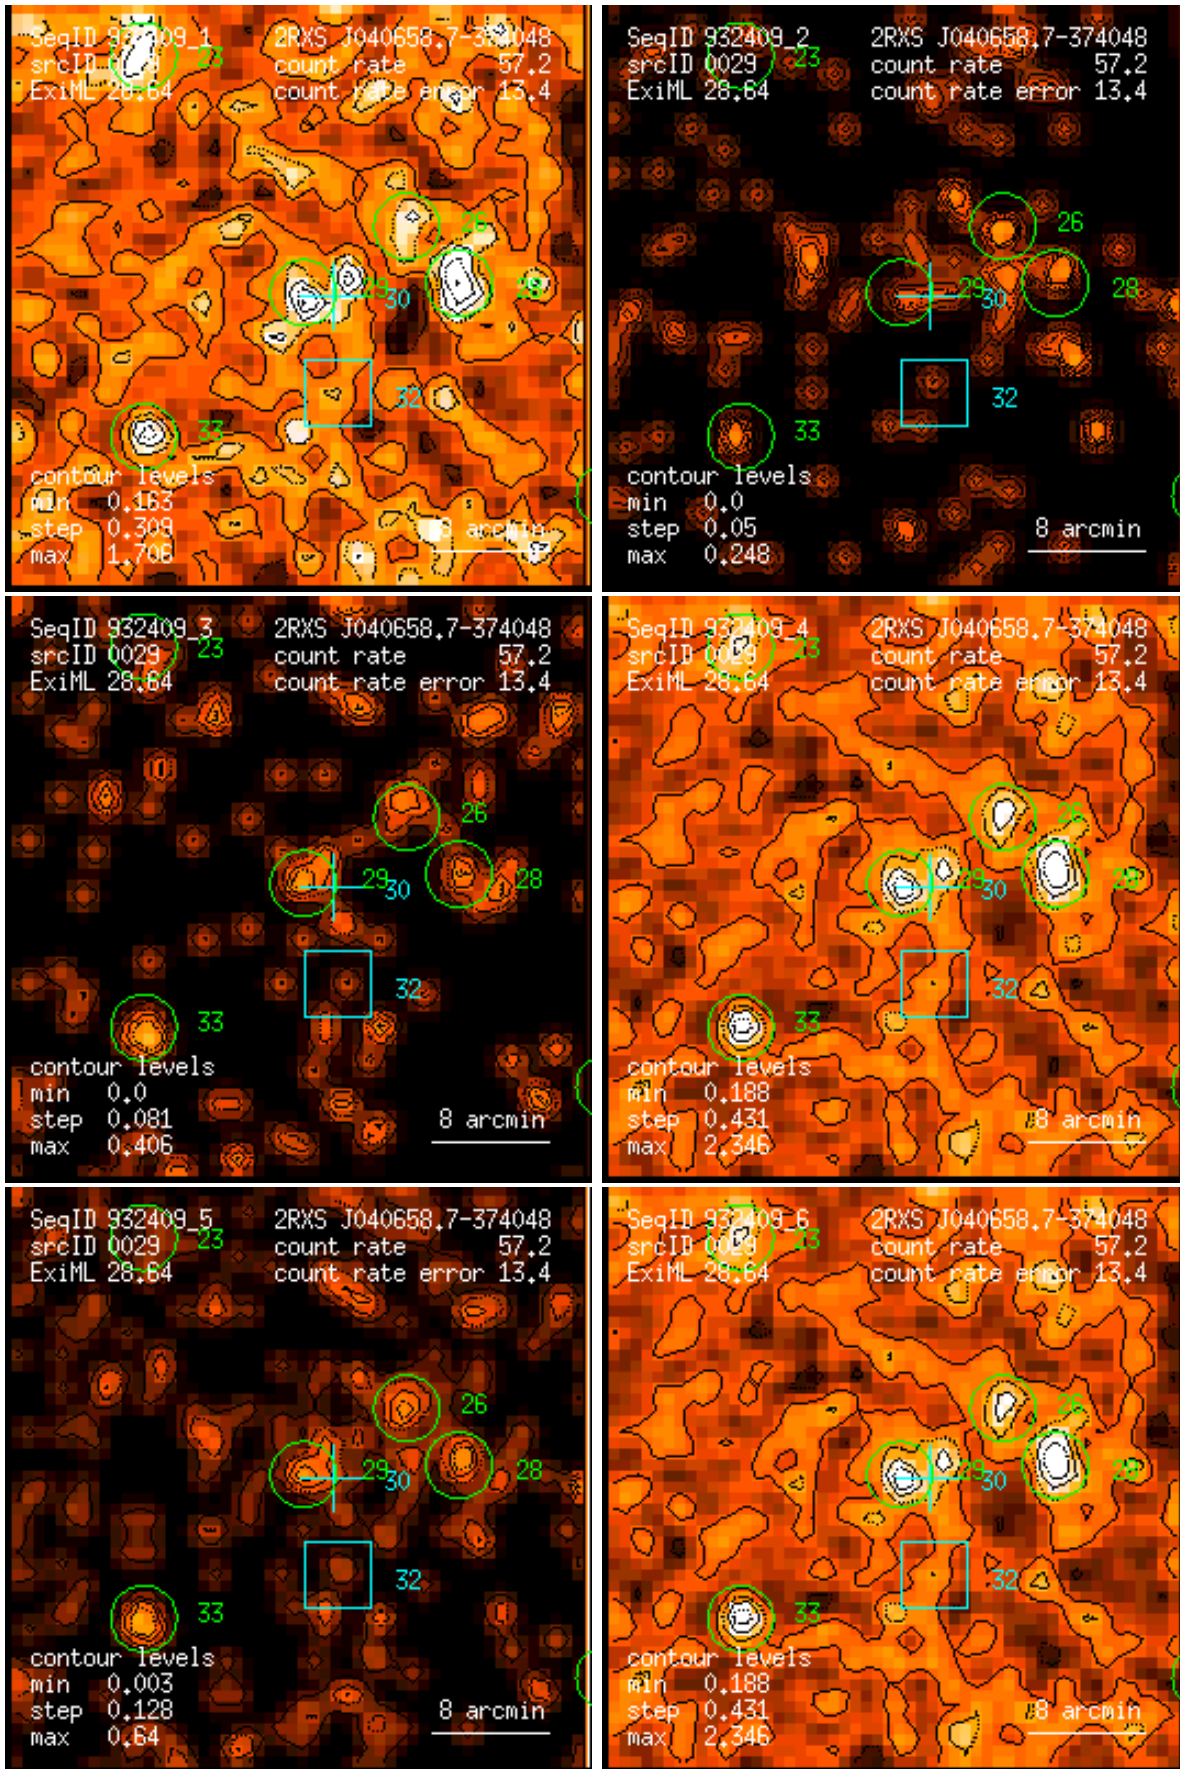 SeqID 932409_1 2RXS J040658.7-374048
srcID 0029 count rate 57.2
ExiML 28.64 count rate error 13.4
23
26
28
29
30
32
33
contour levels
min 0.163
step 0.309 8 arcmin
max 1.706
SeqID 932409_2 2RXS J040658.7-374048
srcID 0029 count rate 57.2
ExiML 28.64 count rate error 13.4
23
26
28
29
30
32
33
contour levels
min 0.0
step 0.05 8 arcmin
max 0.248
SeqID 932409_3 2RXS J040658.7-374048
srcID 0029 count rate 57.2
ExiML 28.64 count rate error 13.4
23
26
28
29
30
32
33
contour levels
min 0.0
step 0.081 8 arcmin
max 0.406
SeqID 932409_4 2RXS J040658.7-374048
srcID 0029 count rate 57.2
ExiML 28.64 count rate error 13.4
23
26
28
29
30
32
33
contour levels
min 0.188
step 0.431 8 arcmin
max 2.346
SeqID 932409_5 2RXS J040658.7-374048
srcID 0029 count rate 57.2
ExiML 28.64 count rate error 13.4
23
26
28
29
30
32
33
contour levels
min 0.003
step 0.128 8 arcmin
max 0.64
SeqID 932409_6 2RXS J040658.7-374048
srcID 0029 count rate 57.2
ExiML 28.64 count rate error 13.4
23
26
28
29
30
32
33
contour levels
min 0.188
step 0.431 8 arcmin
max 2.346